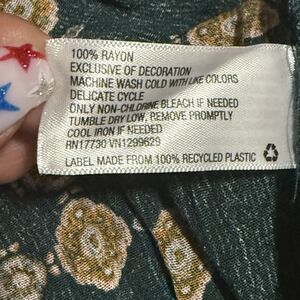 100% RAYON
EXCLUSIVE OF DECORATION
MACHINE WASH COLD WITH LIKE COLORS
DELICATE CYCLE
ONLY NON-CHLORINE BLEACH IF NEEDED
TUMBLE DRY LOW, REMOVE PROMPTLY
COOL IRON IF NEEDED
RN17730 VN1299629
LABEL MADE FROM 100% RECYCLED PLASTIC